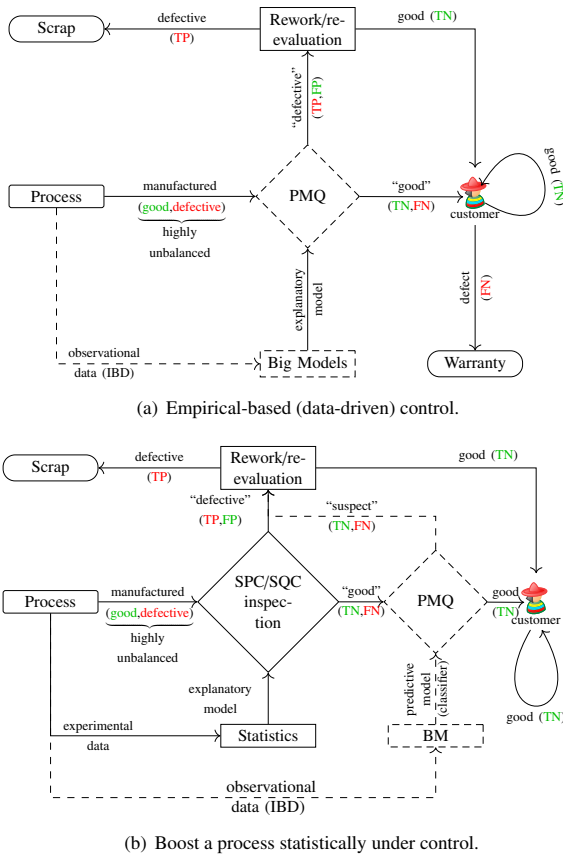 Scrap
defective
(TP)
Rework/re-
evaluation
good (TN)
“defective”
(TP,FP)
Process
manufactured
(good,defective)
highly
unbalanced
PMQ
“good”
(TN,FN)
customer
good
(TN)
explanatory
model
defect
(FN)
observational
data (IBD)
Big Models
Warranty
(a) Empirical-based (data-driven) control.
Scrap
defective
(TP)
Rework/re-
evaluation
good (TN)
“defective”
(TP,FP)
“suspect”
(TN,FN)
Process
manufactured
(good,defective)
highly
unbalanced
SPC/SQC
inspec-
tion
“good”
(TN,FN)
PMQ
good
(TN)
customer
explanatory
model
predictive
model
(classifier)
good (TN)
experimental
data
Statistics
BM
observational
data (IBD)
(b) Boost a process statistically under control.